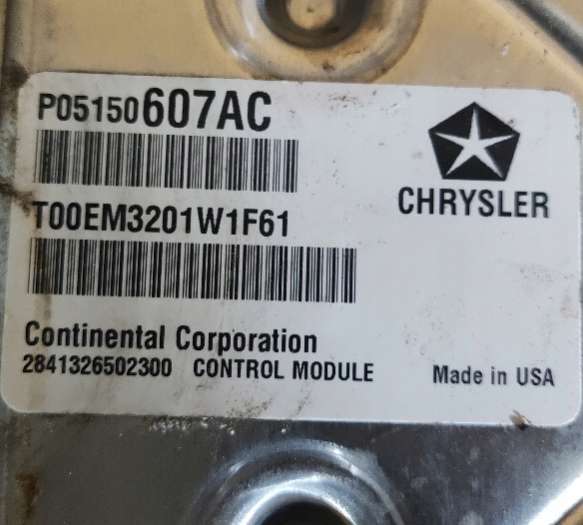 P05150607AC
CHRYSLER
T00EM3201W1F61
Continental Corporation
2841326502300 CONTROL MODULE Made in USA